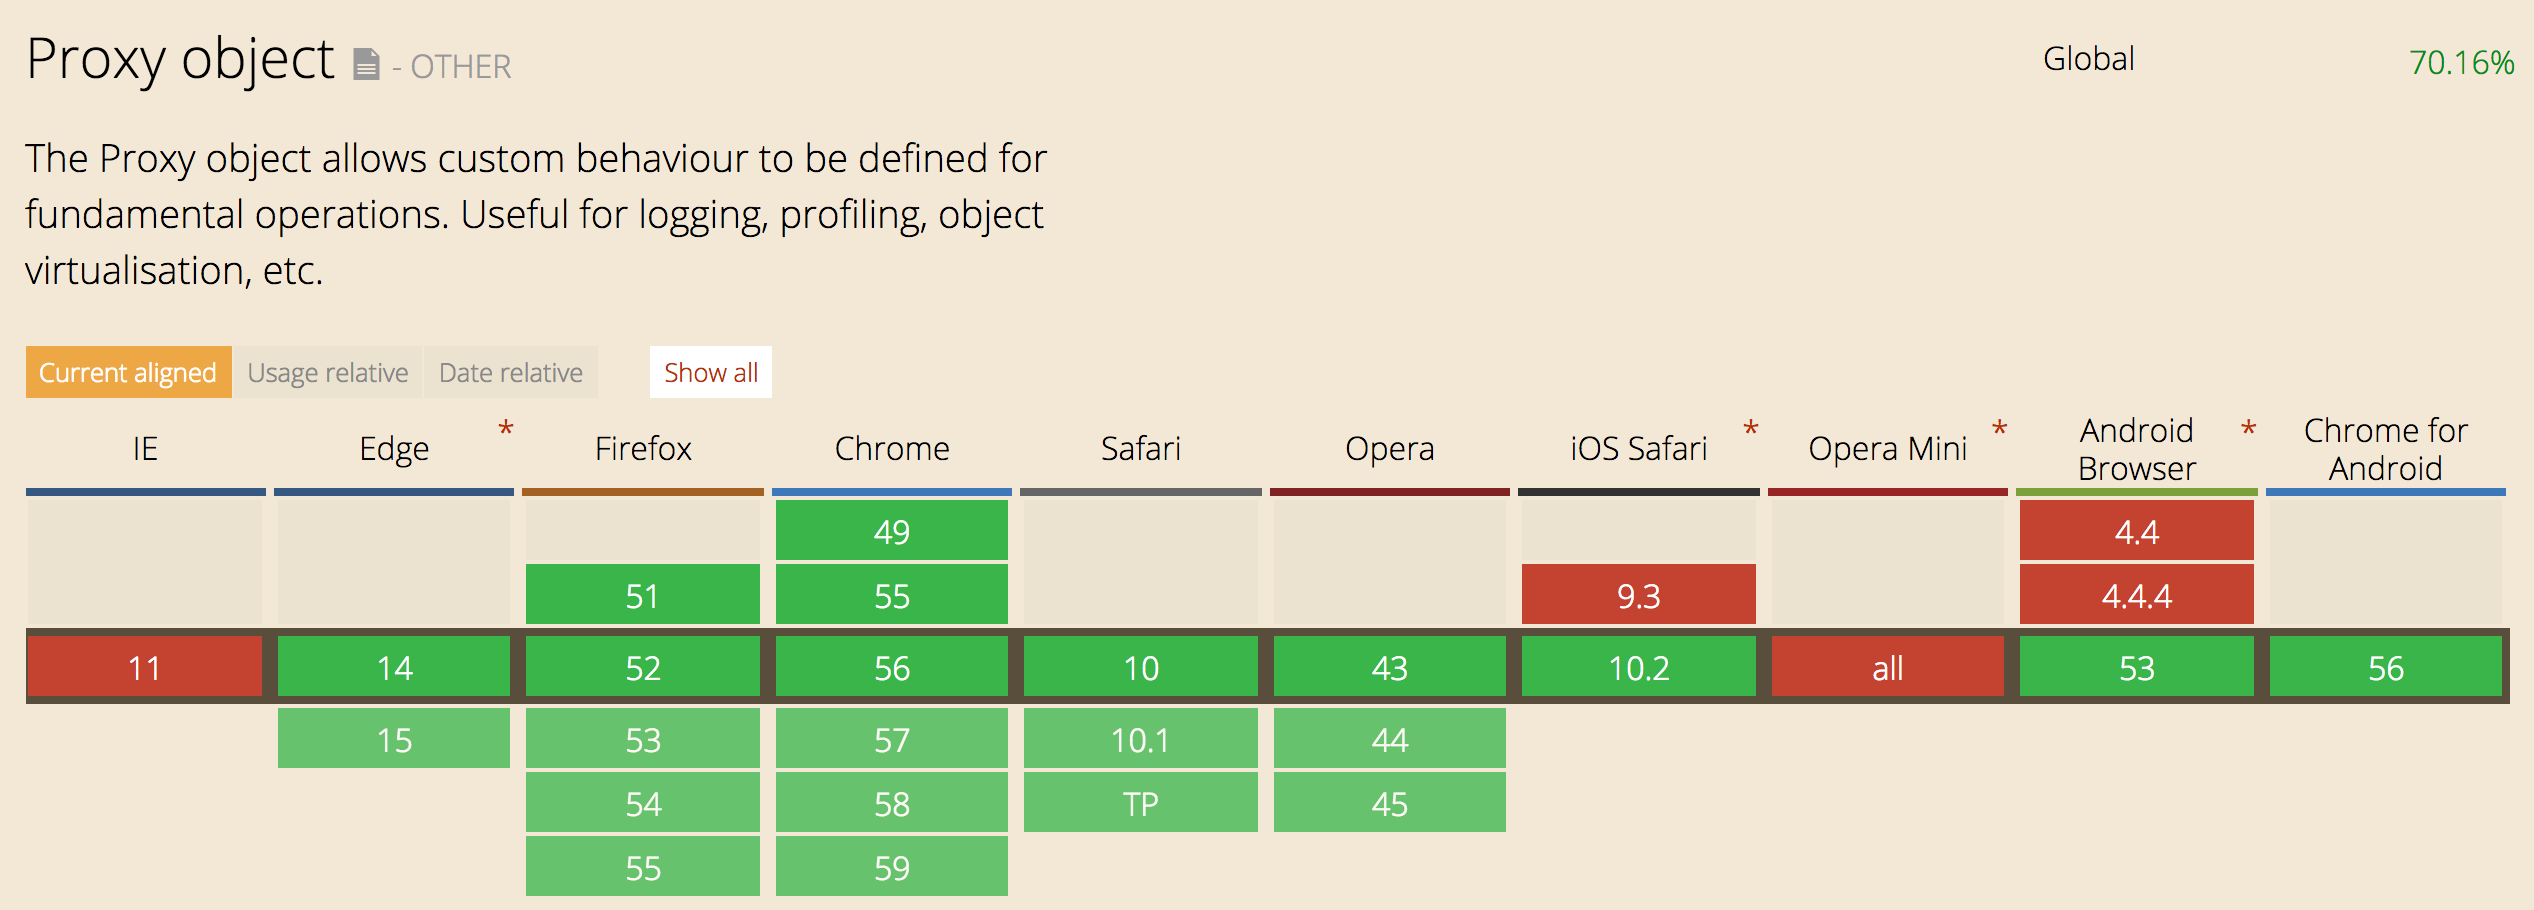 Proxy object - OTHER
Global 70.16%
The Proxy object allows custom behaviour to be defined for
fundamental operations. Useful for logging, profiling, object
virtualisation, etc.
Current aligned Usage relative Date relative Show all
IE Edge * Firefox Chrome Safari Opera iOS Safari * Opera Mini * Android Browser * Chrome for Android
49 4.4
51 55 9.3 4.4.4
11 14 52 56 10 43 10.2 all 53 56
15 53 57 10.1 44
54 58 TP 45
55 59